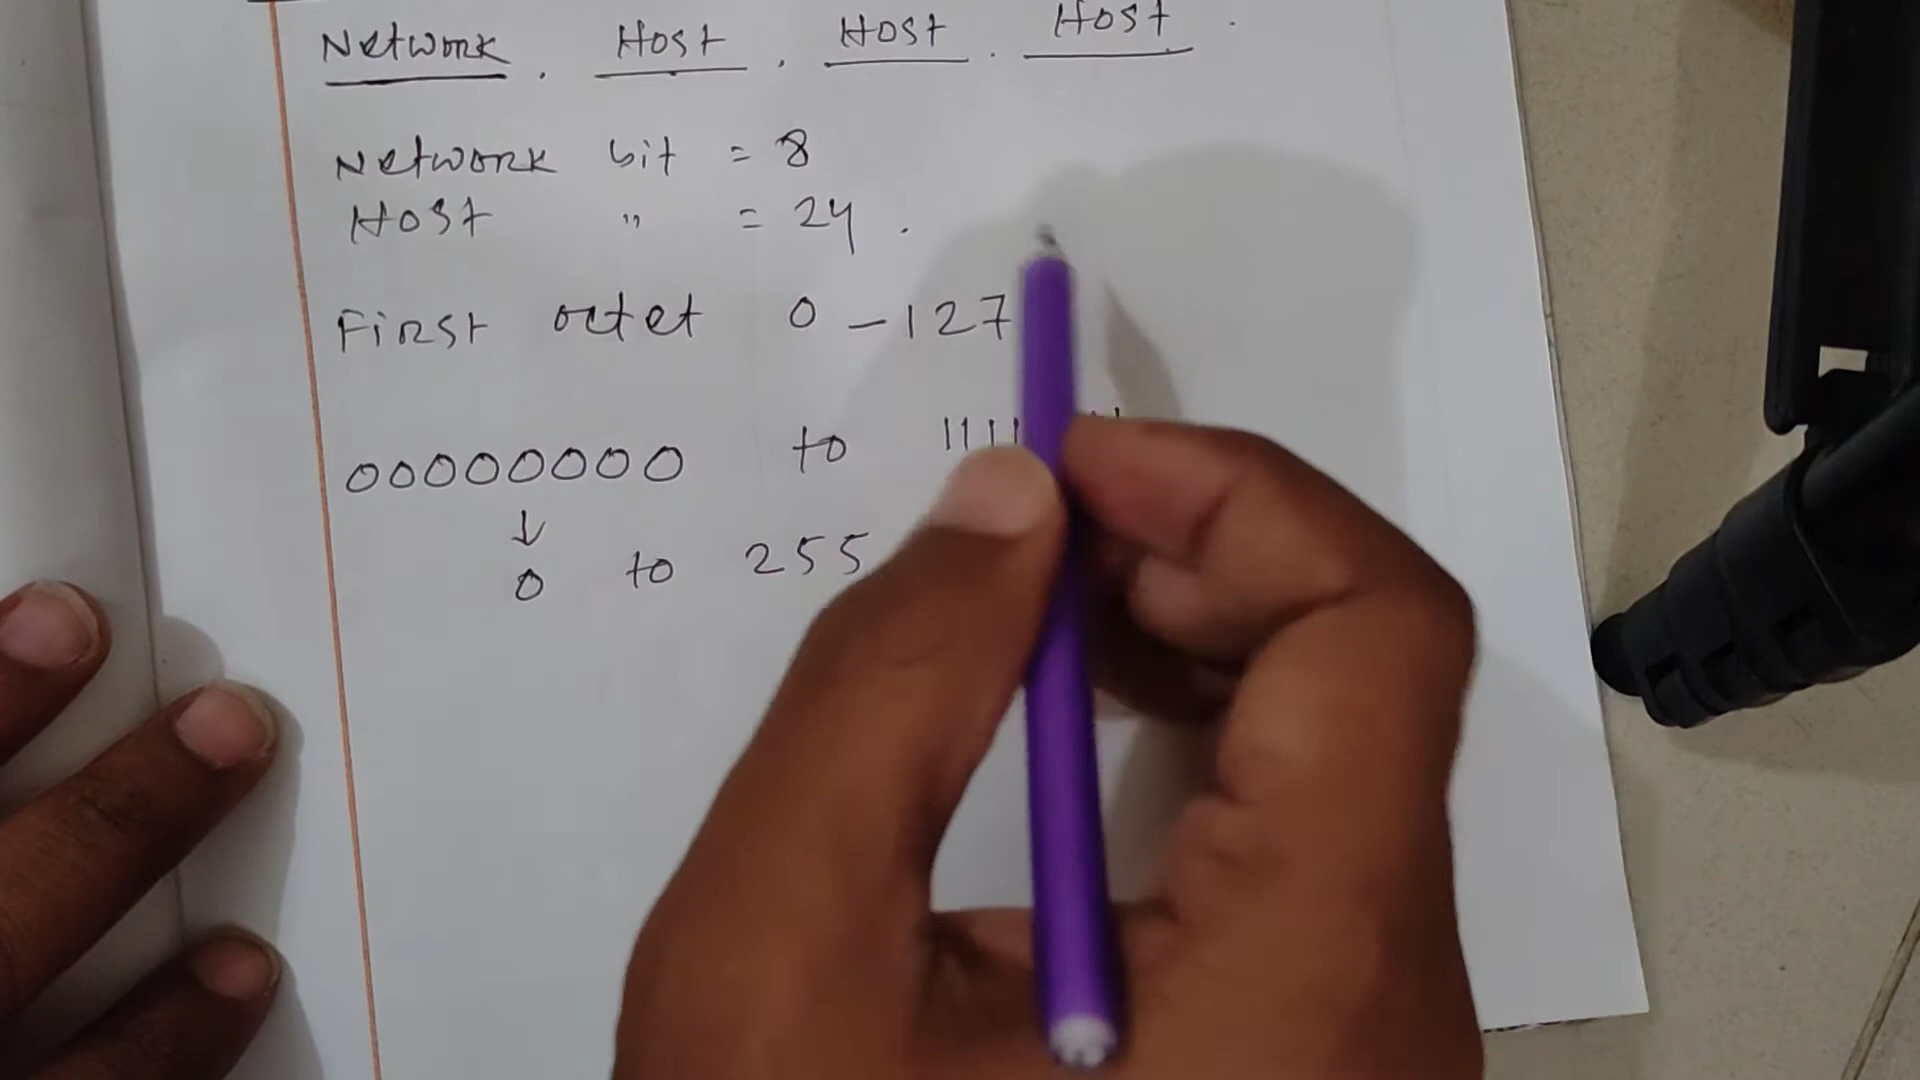 Network . Host . Host . Host .
Network bit = 8
Host " = 24 .
First octet 0 - 127
00000000 to
↓
0 to 255